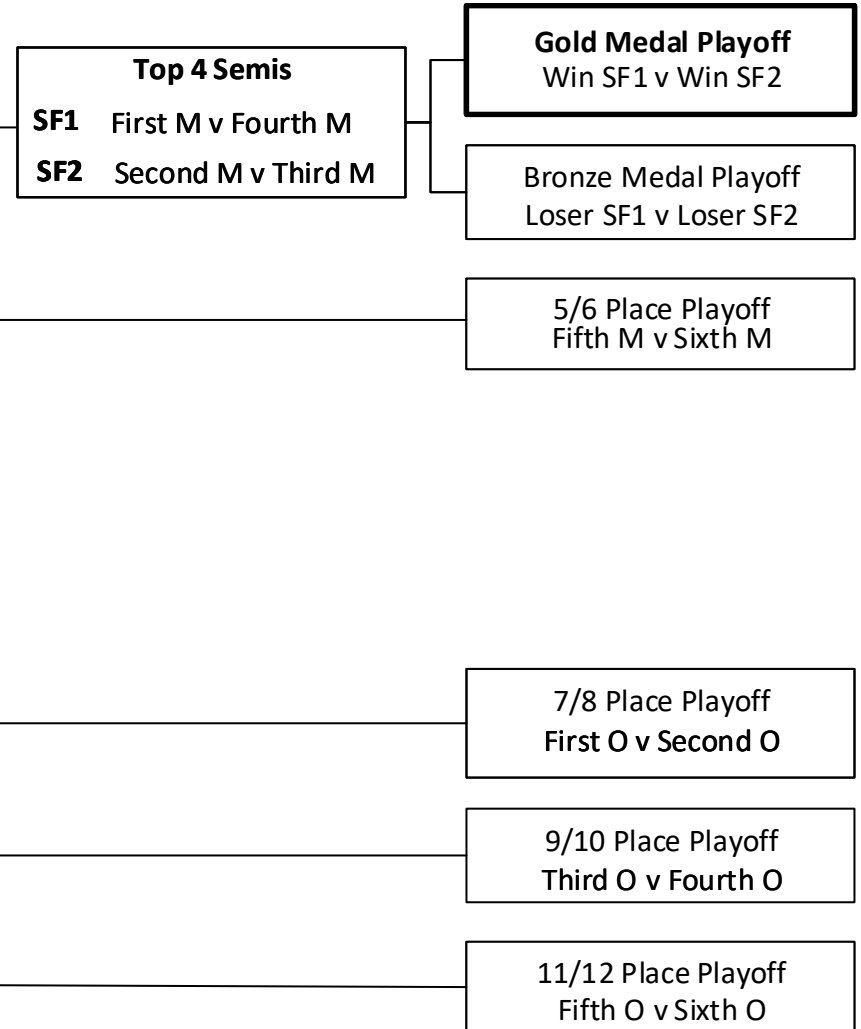 Top 4 Semis
SF1 First M v Fourth M
SF2 Second M v Third M
Gold Medal Playoff
Win SF1 v Win SF2
Bronze Medal Playoff
Loser SF1 v Loser SF2
5/6 Place Playoff
Fifth M v Sixth M
7/8 Place Playoff
First O v Second O
9/10 Place Playoff
Third O v Fourth O
11/12 Place Playoff
Fifth O v Sixth O